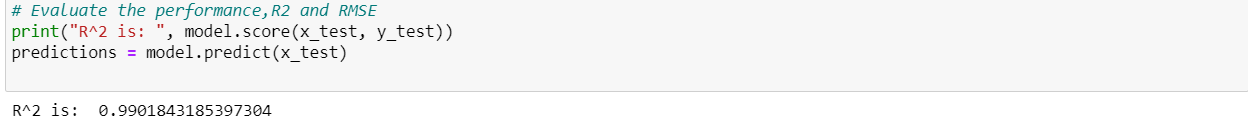 # Evaluate the performance,R2 and RMSE
print("R^2 is: ", model.score(x_test, y_test))
predictions = model.predict(x_test)
R^2 is:  0.9901843185397304